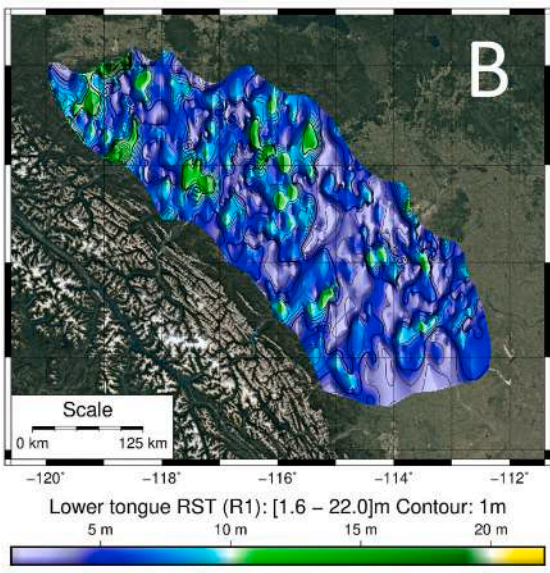 B
Scale
0 km 125 km
−120° −118° −116° −114° −112°
Lower tongue RST (R1): [1.6 − 22.0]m Contour: 1m
5 m 10 m 15 m 20 m